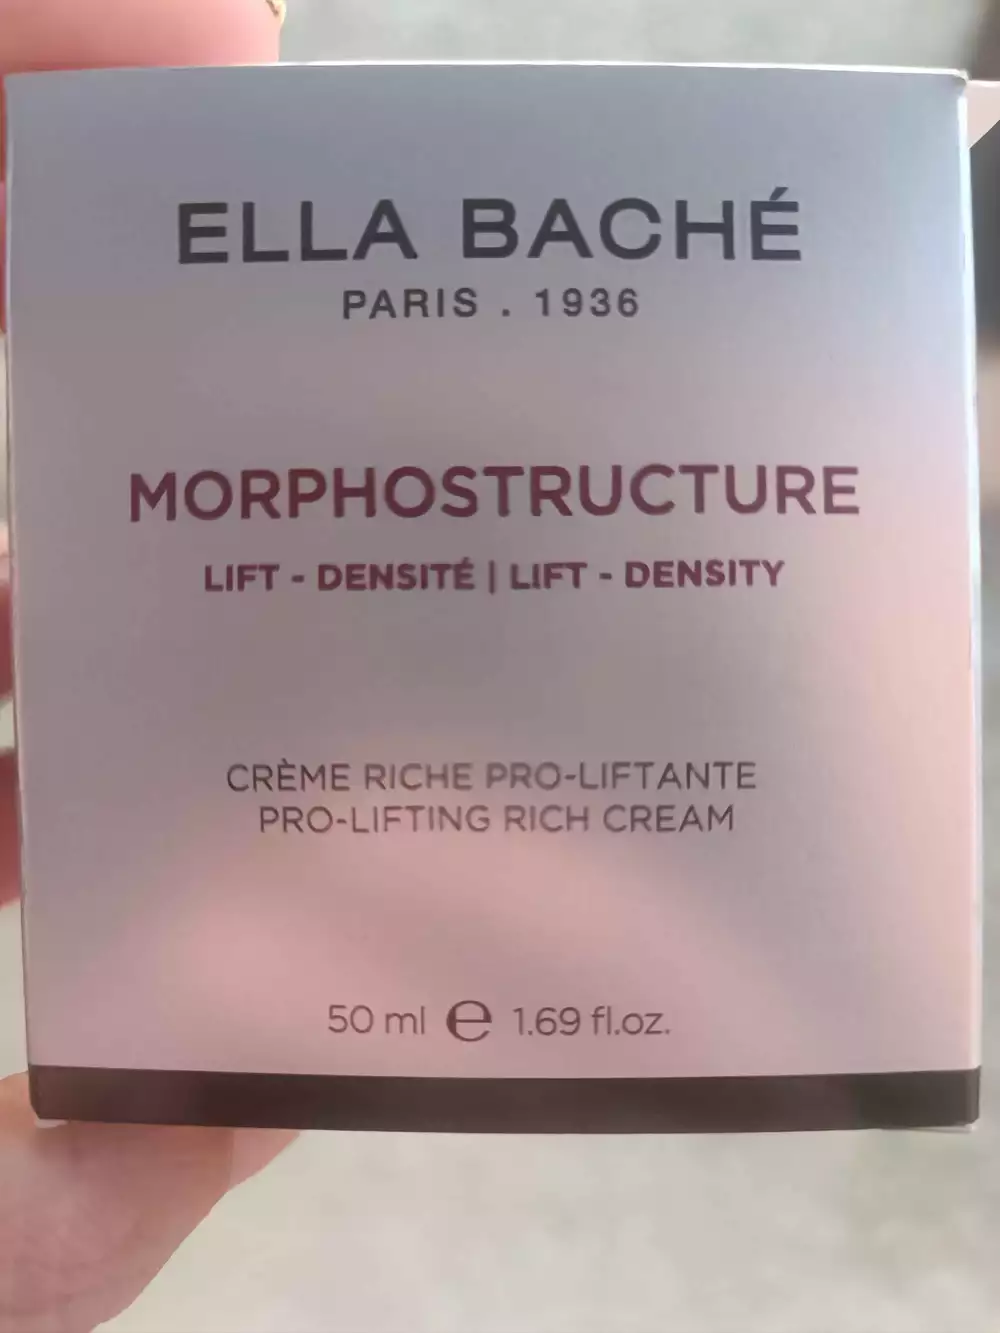 ELLA BACHÉ
PARIS . 1936
MORPHOSTRUCTURE
LIFT - DENSITÉ | LIFT - DENSITY
CRÈME RICHE PRO-LIFTANTE
PRO-LIFTING RICH CREAM
50 ml ℮ 1.69 fl.oz.